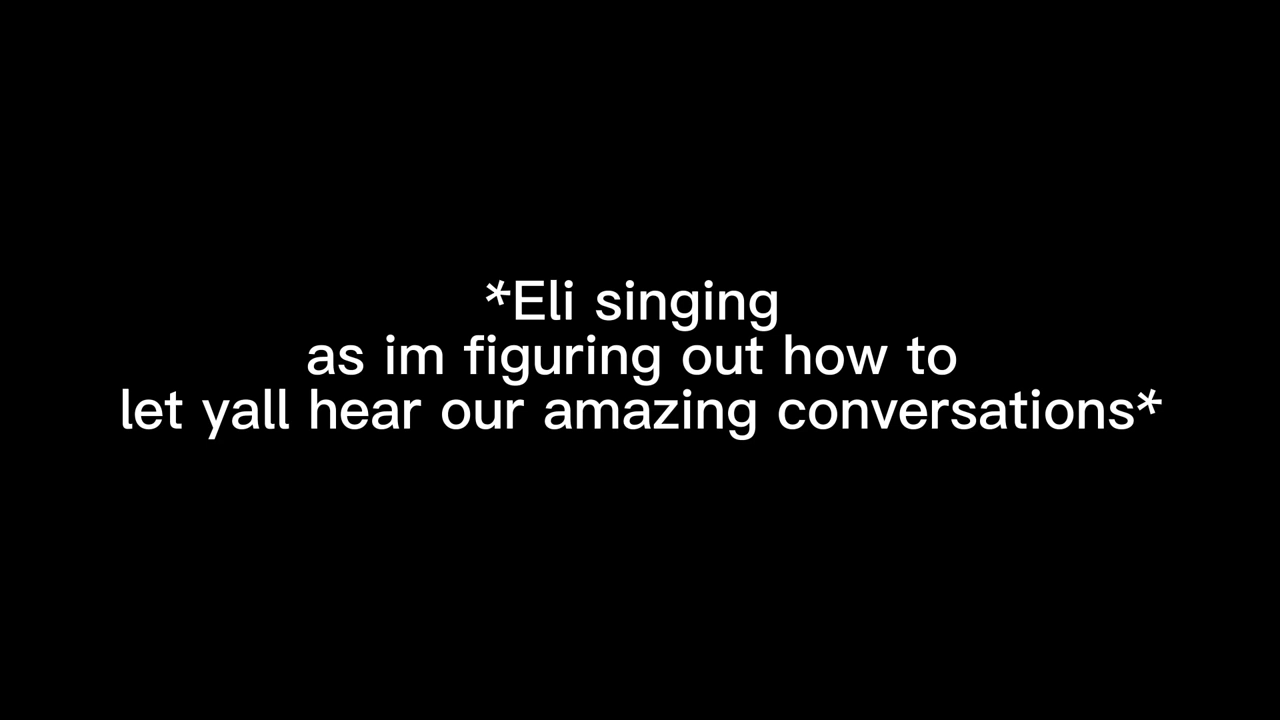 *Eli singing
as im figuring out how to
let yall hear our amazing conversations*